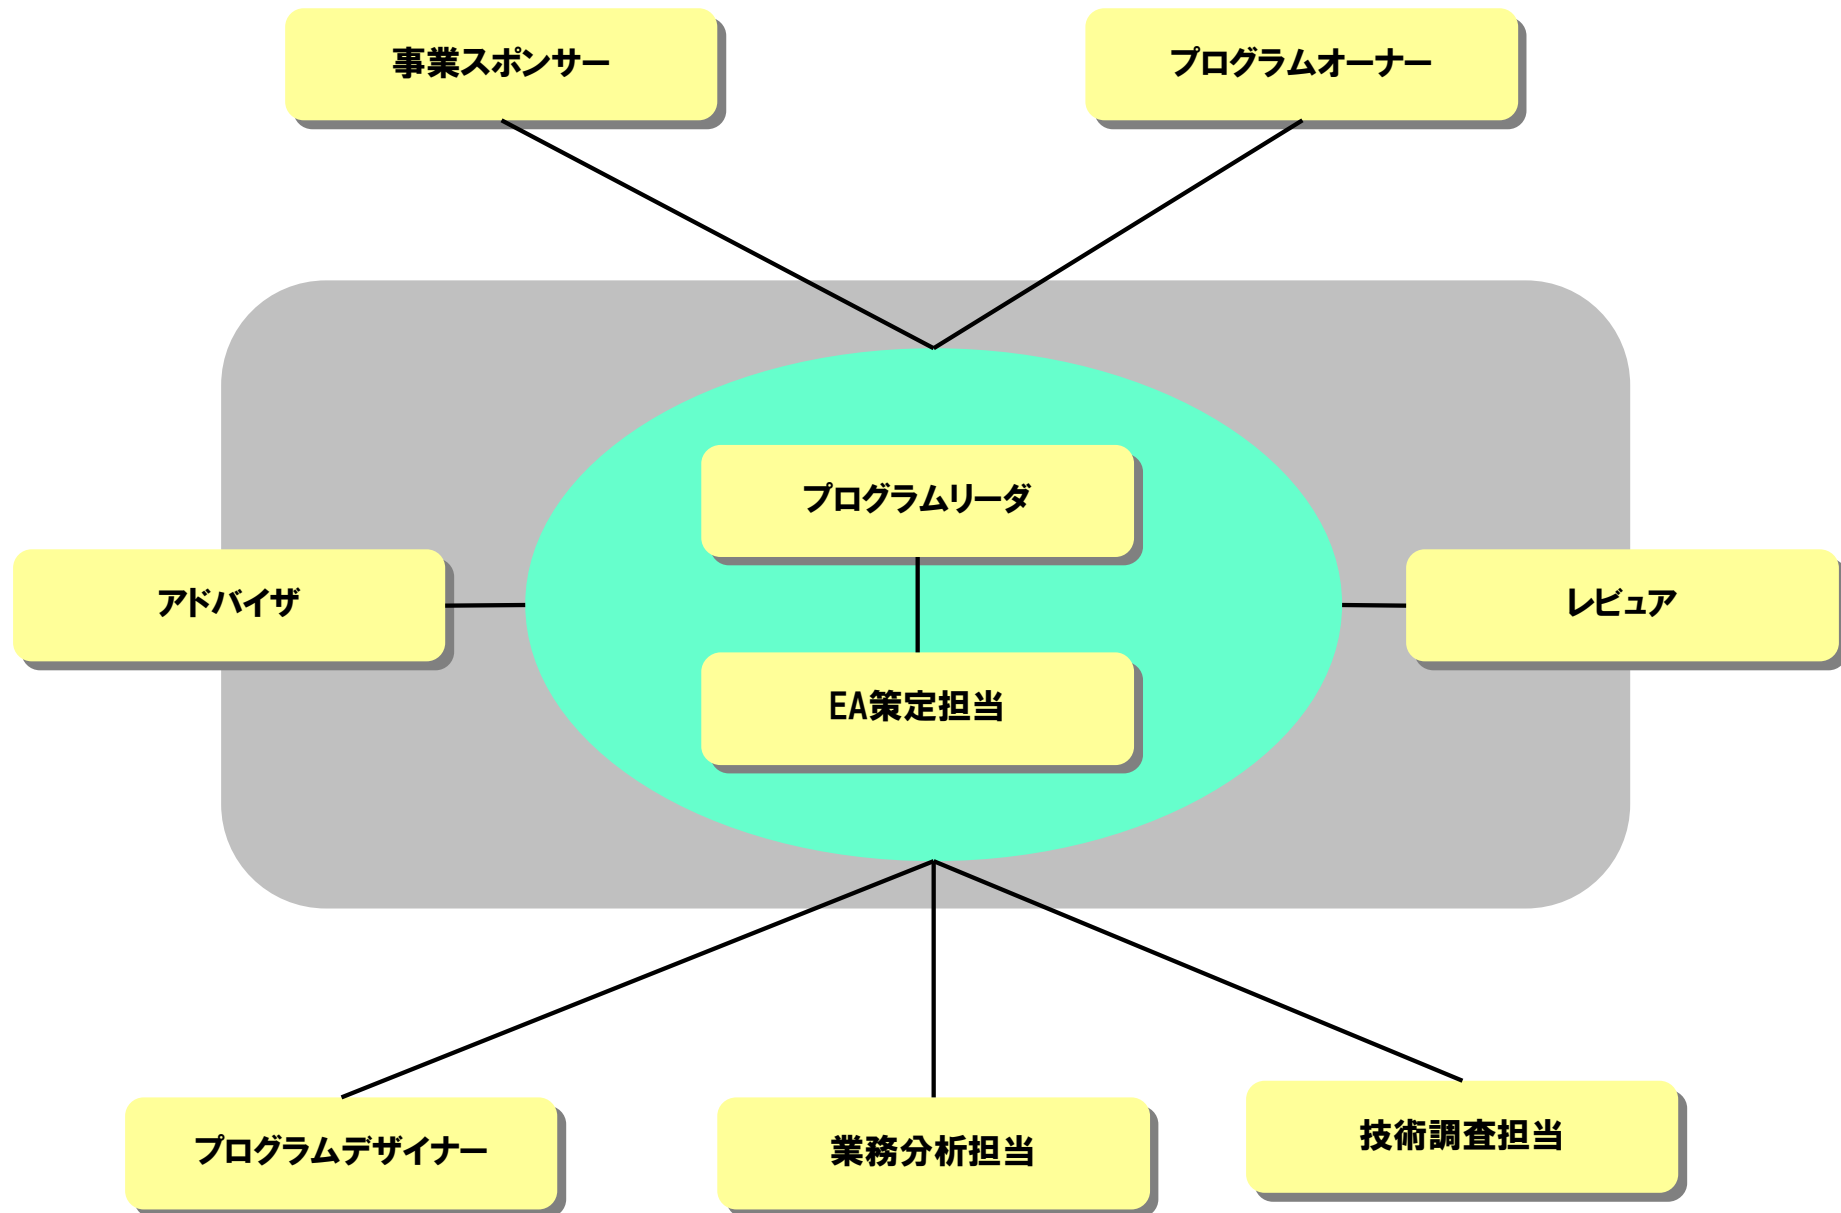 事業スポンサー
プログラムオーナー
プログラムリーダ
アドバイザ
レビュア
EA策定担当
プログラムデザイナー
業務分析担当
技術調査担当